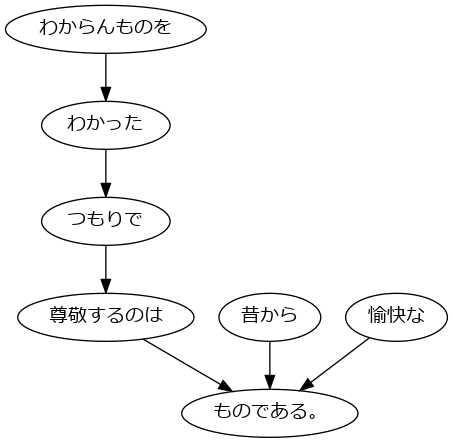 わからんものを
わかった
つもりで
尊敬するのは
昔から
愉快な
ものである。